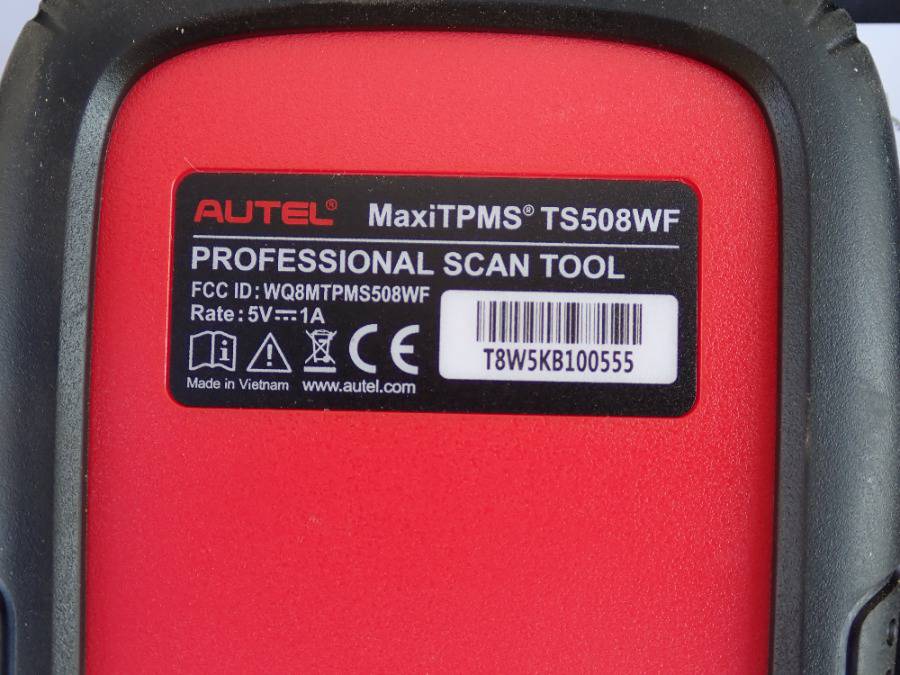 AUTEL® MaxiTPMS® TS508WF
PROFESSIONAL SCAN TOOL
FCC ID: WQ8MTPMS508WF
Rate: 5V⎓1A
T8W5KB100555
CE
Made in Vietnam www.autel.com